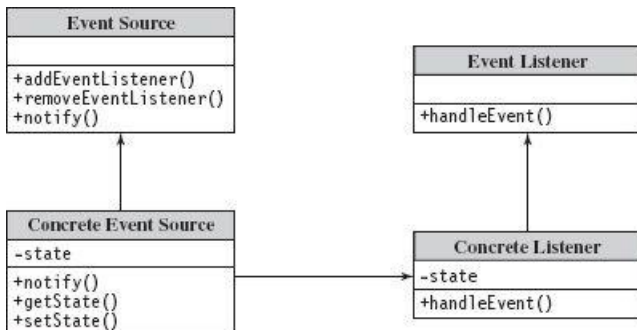 Event Source
+addEventListener()
+removeEventListener()
+notify()
Event Listener
+handleEvent()
Concrete Event Source
-state
+notify()
+getState()
+setState()
Concrete Listener
-state
+handleEvent()